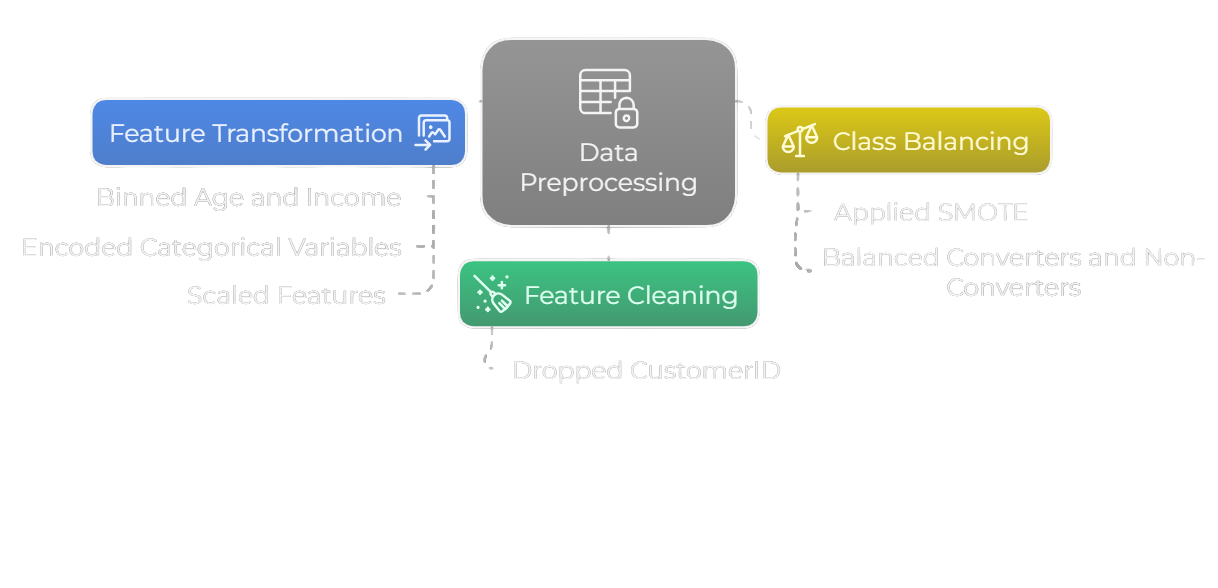 Data
Preprocessing
Feature Transformation
Binned Age and Income
Encoded Categorical Variables
Scaled Features
Feature Cleaning
Dropped CustomerID
Class Balancing
Applied SMOTE
Balanced Converters and Non-
Converters